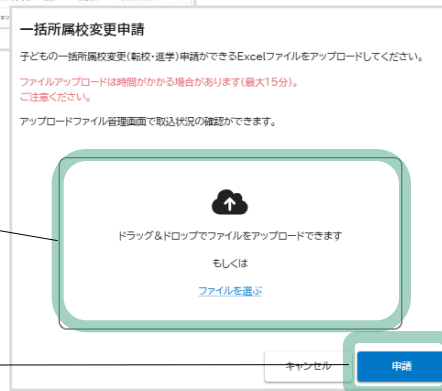 一括所属校変更申請
子どもの一括所属校変更(転校・進学)申請ができるExcelファイルをアップロードしてください。
ファイルアップロードは時間がかかる場合があります(最大15分)。
ご注意ください。
アップロードファイル管理画面で取込状況の確認ができます。
ドラッグ&ドロップでファイルをアップロードできます
もしくは
ファイルを選ぶ
キャンセル
申請